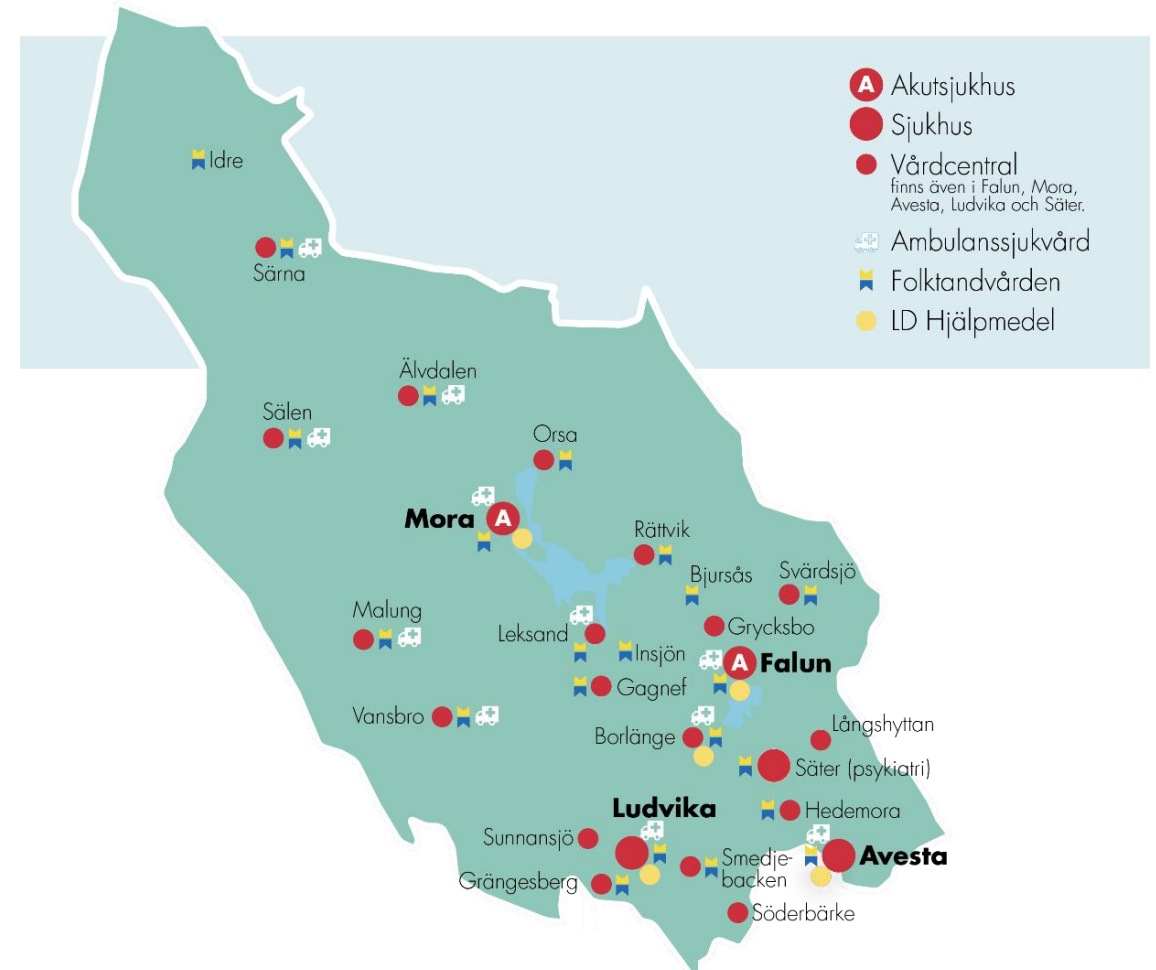 A Akutsjukhus
Sjukhus
Vårdcentral
finns även i Falun, Mora,
Avesta, Ludvika och Säter.
Ambulanssjukvård
Folktandvården
LD Hjälpmedel
Idre
Särna
Älvdalen
Sälen
Orsa
Mora A
Rättvik
Bjursås
Svärdsjö
Malung
Leksand
Grycksbo
Insjön
A Falun
Gagnef
Vansbro
Borlänge
Långshyttan
Säter (psykiatri)
Ludvika
Hedemora
Sunnansjö
Smedje-
backen
Avesta
Grängesberg
Söderbärke